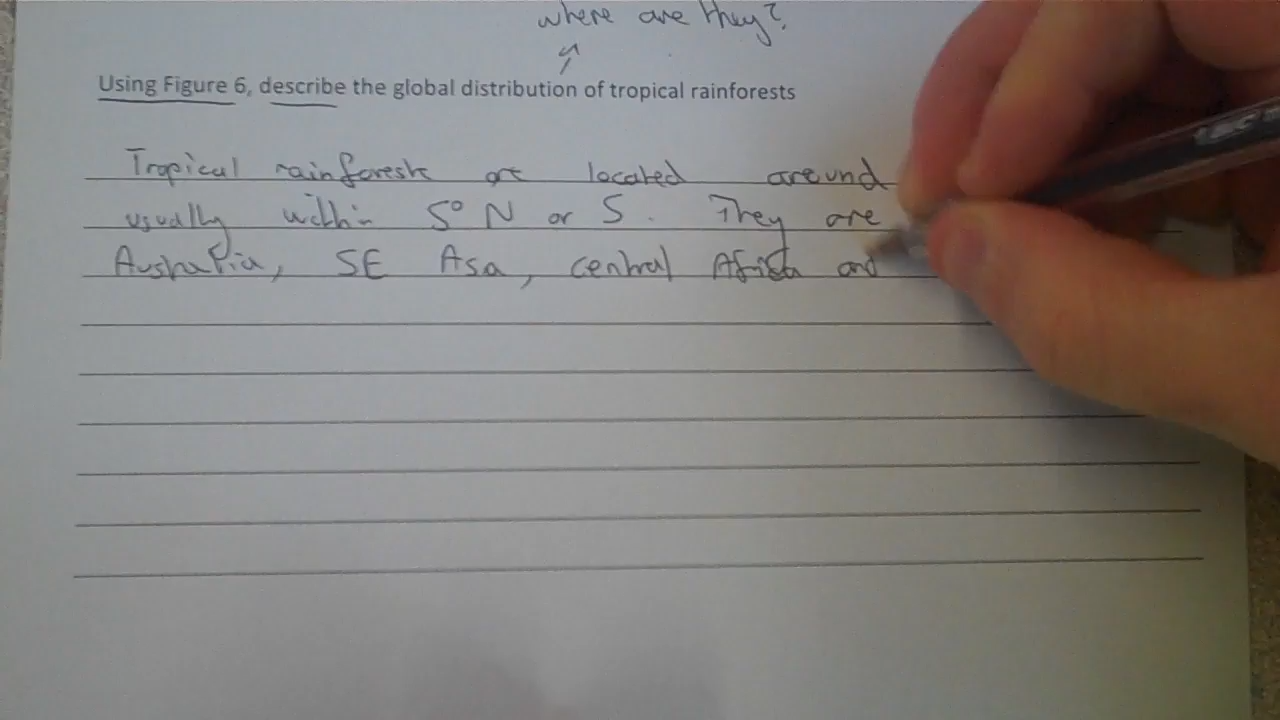 where are they?
Using Figure 6, describe the global distribution of tropical rainforests
Tropical rainforests are located around
usually within 5° N or S. They are
Australia, SE Asa, central Africa and